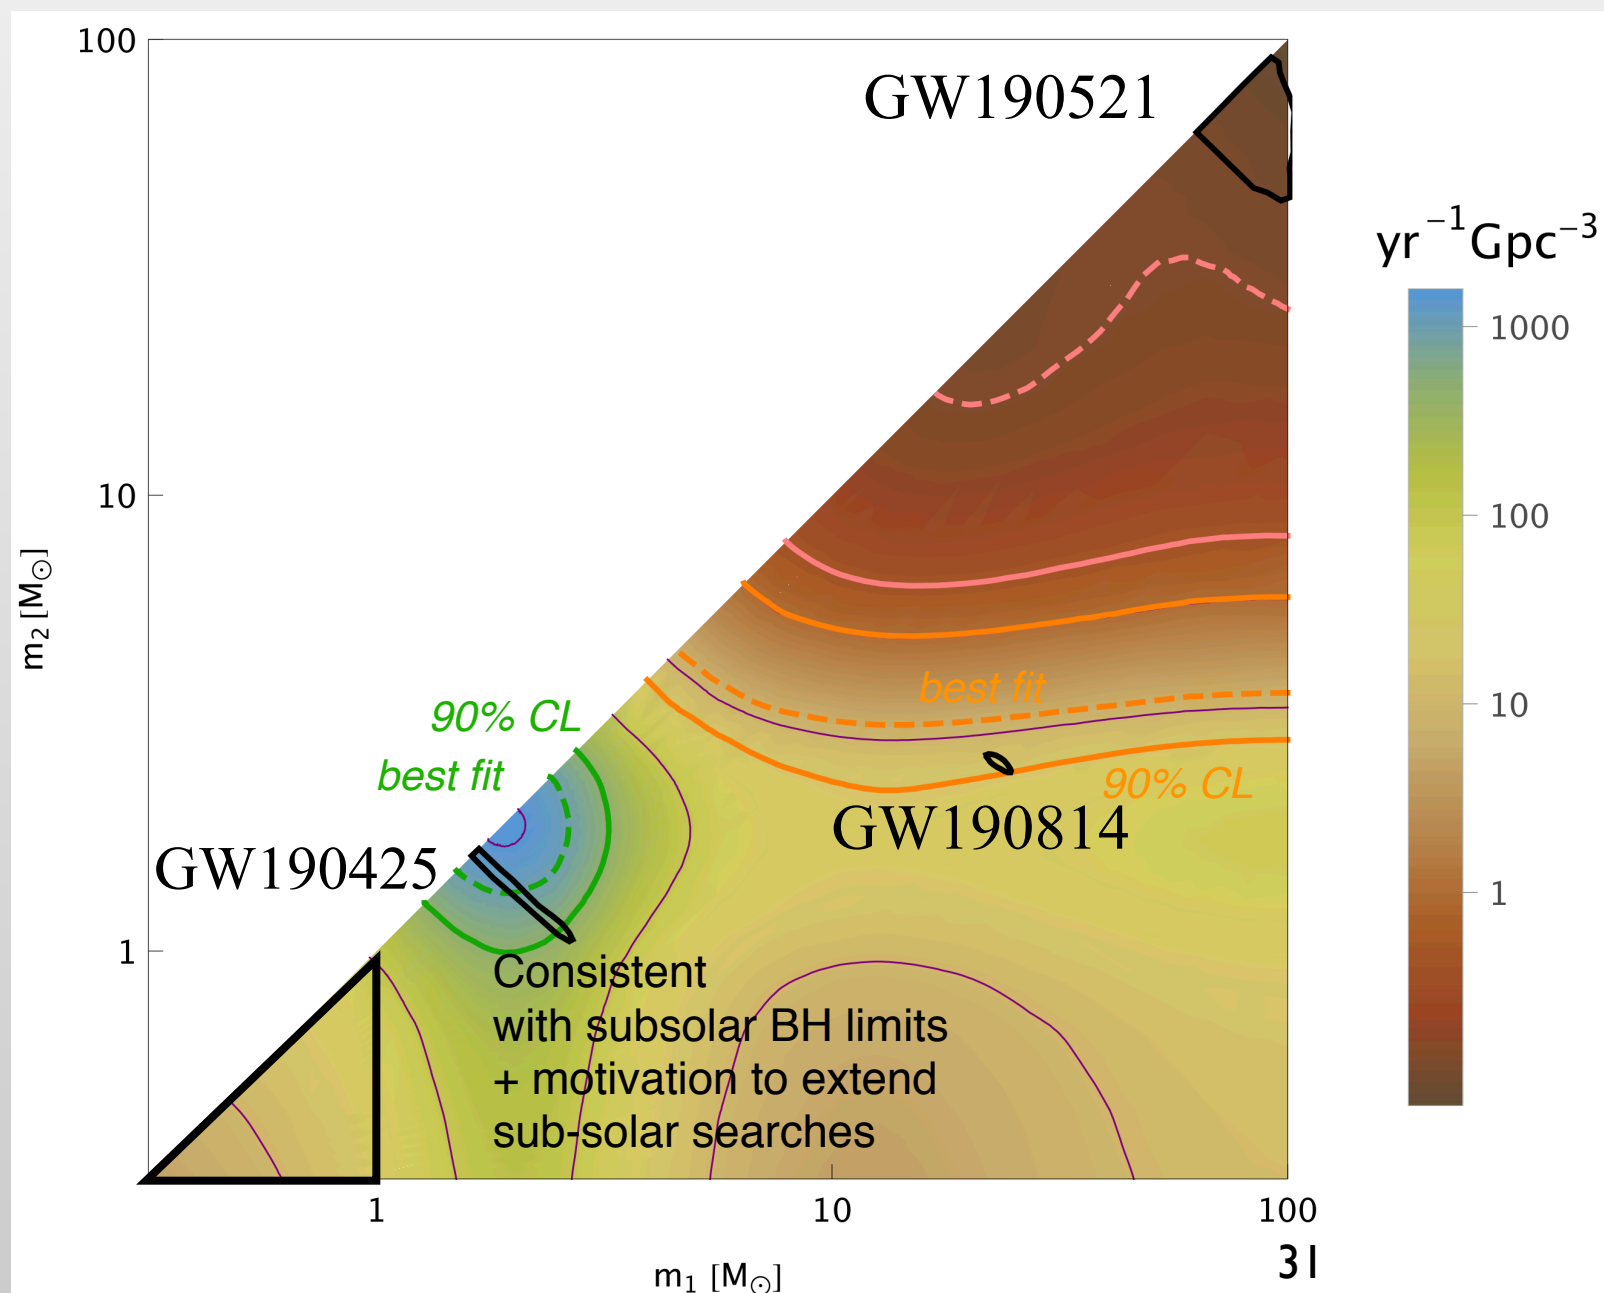 100
GW190521
yr⁻¹Gpc⁻³
1000
100
10
10
1
m₂ [M☉]
best fit
90% CL
best fit
90% CL
GW190814
GW190425
1
Consistent
with subsolar BH limits
+ motivation to extend
sub-solar searches
1
10
100
m₁ [M☉]
31